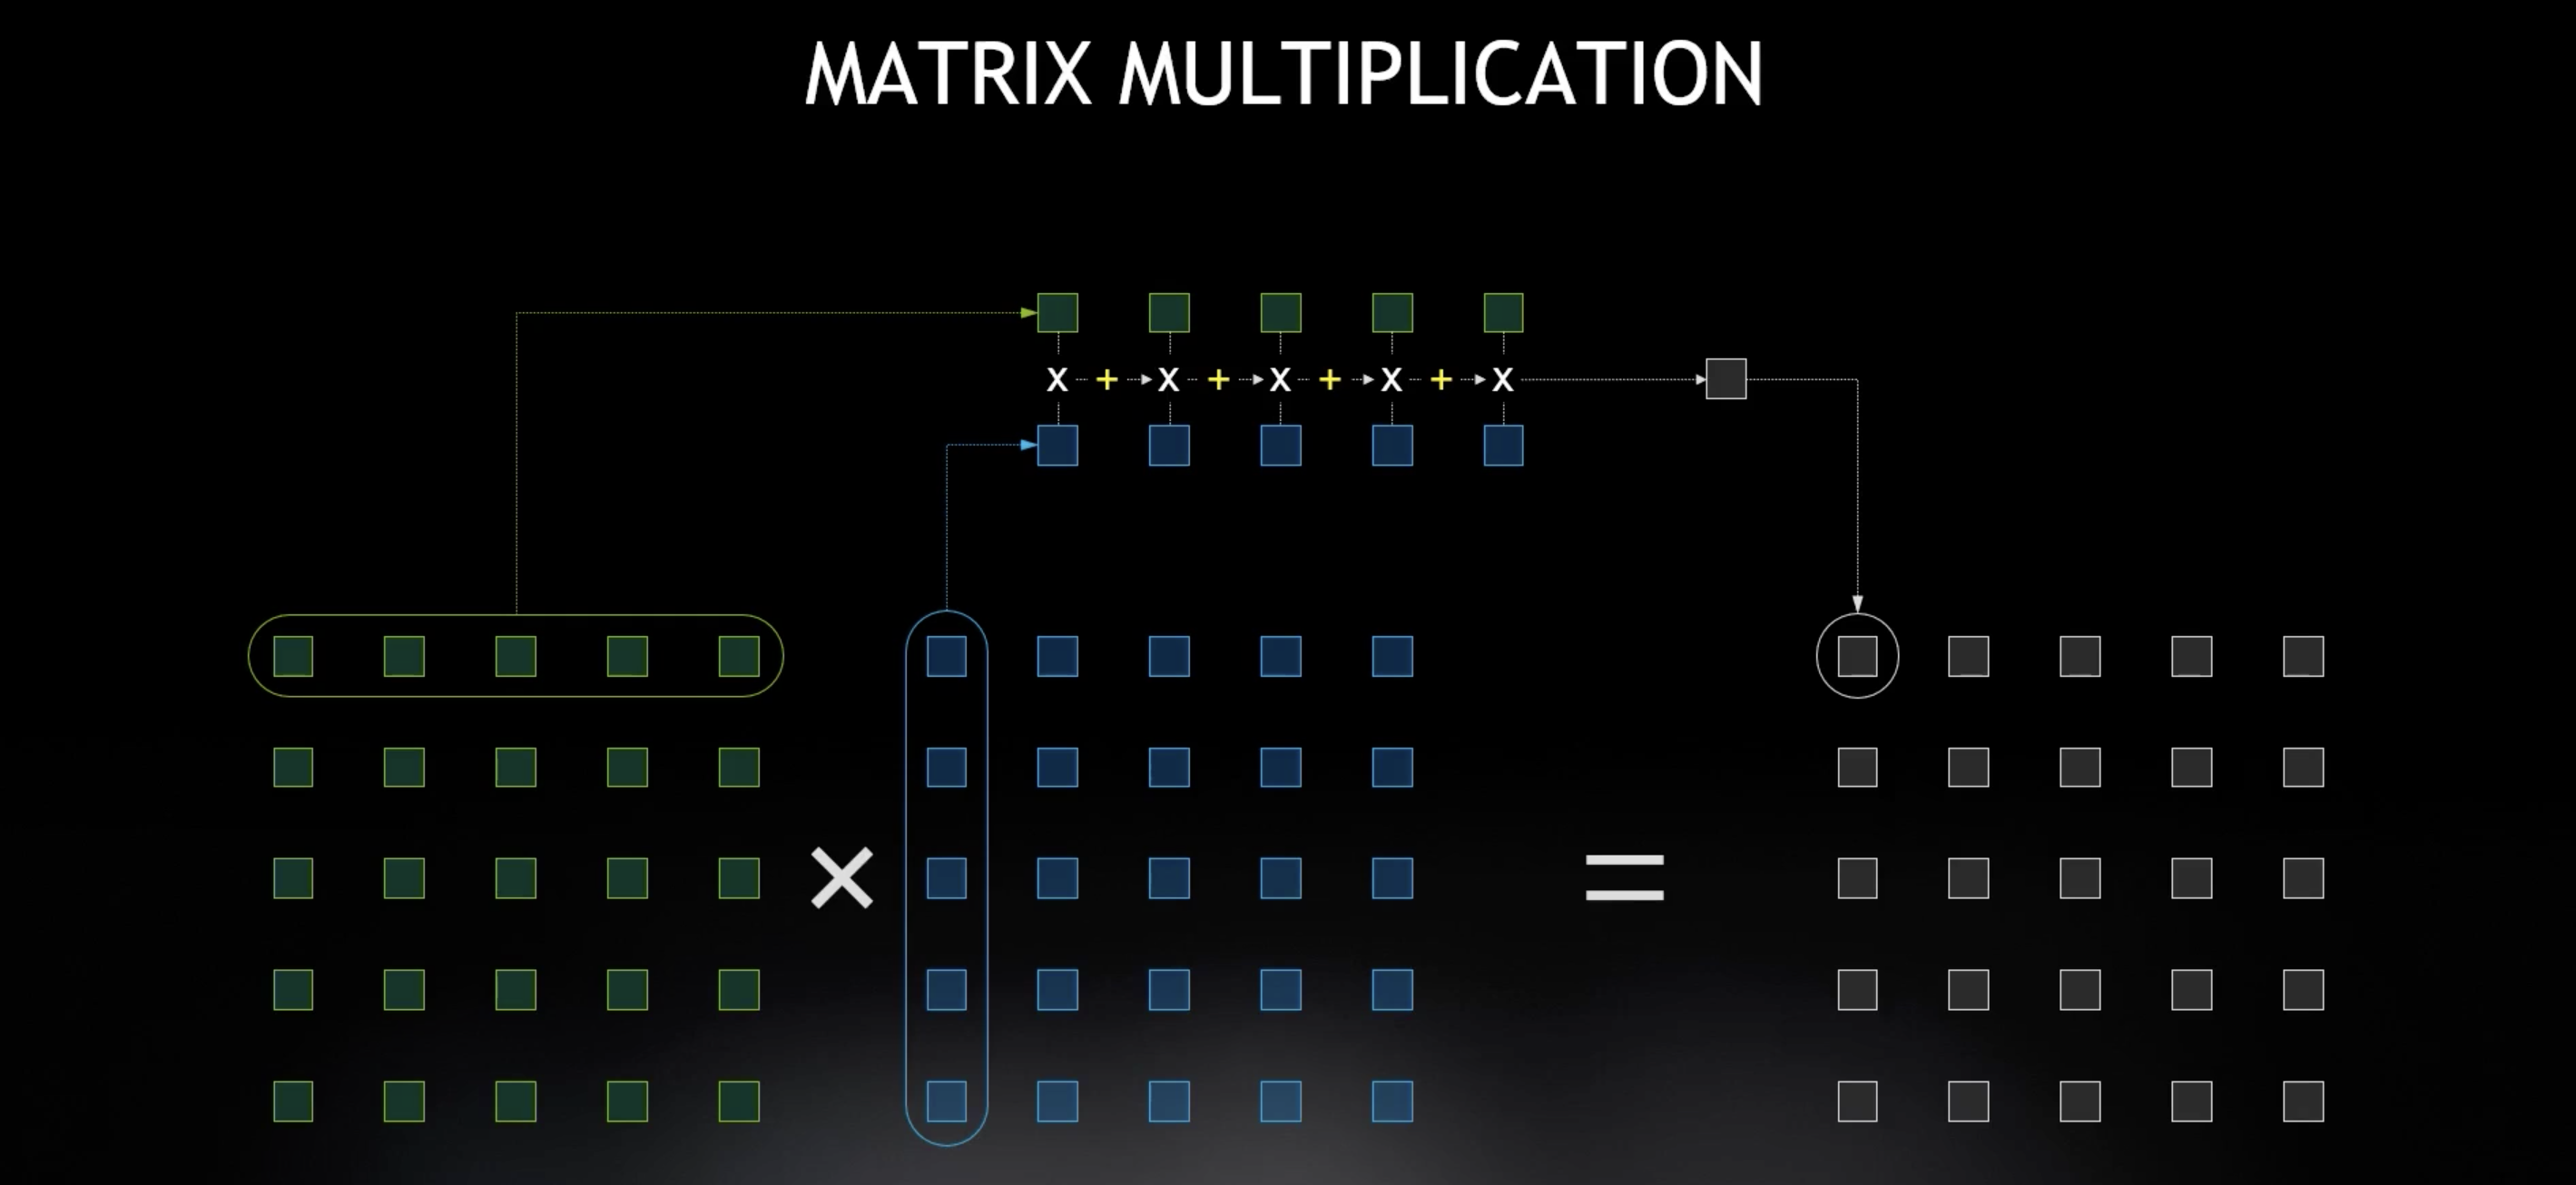 MATRIX MULTIPLICATION
X + X + X + X + X
×
=